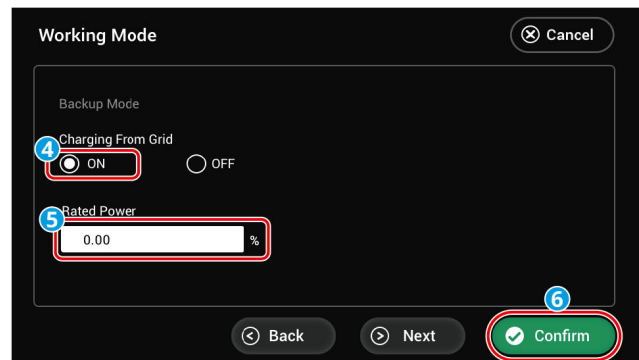 Working Mode
Cancel
Backup Mode
Charging From Grid
4
ON OFF
Rated Power
5
0.00 %
6
Back Next Confirm